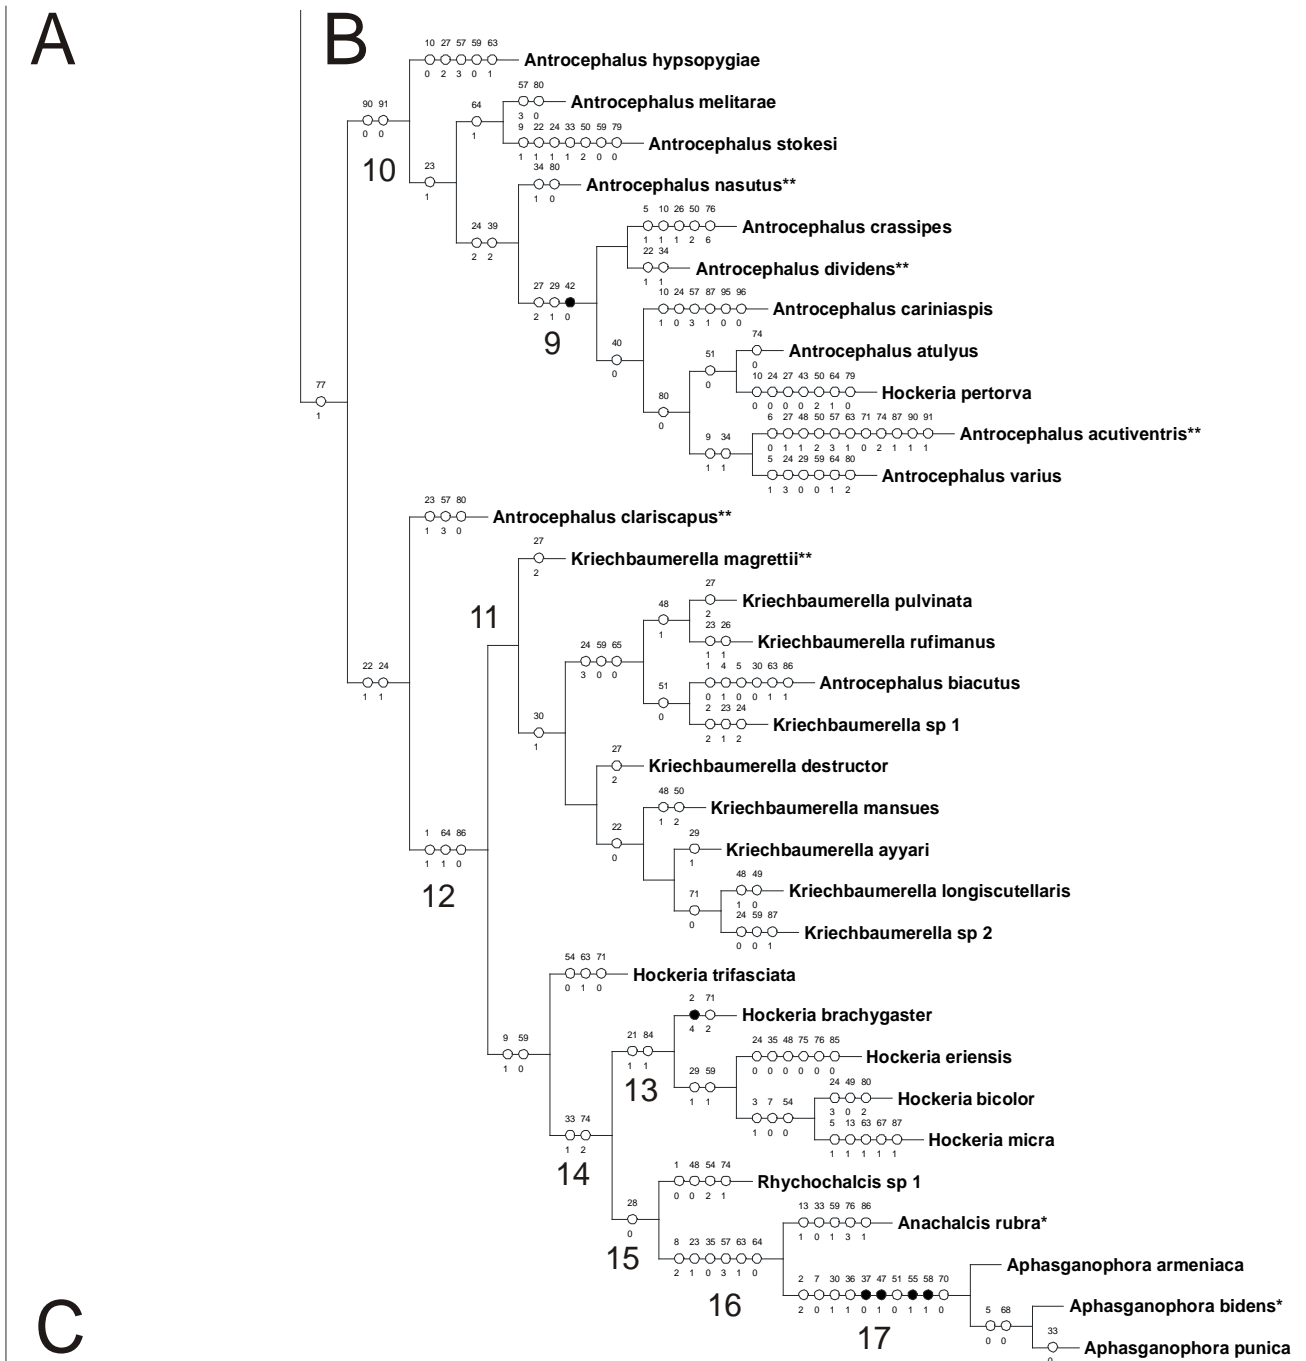 A
B
10 27 57 59 63
Antrocephalus hypsopygiae
0 2 3 0 1
57 80
Antrocephalus melitarae
3 0
90 91
0 0
64
1
9 22 24 33 50 59 79
Antrocephalus stokesi
1 1 1 1 2 0 0
10
23
1
34 80
Antrocephalus nasutus**
1 0
5 10 26 50 76
Antrocephalus crassipes
1 1 1 2 6
24 39
2 2
22 34
Antrocephalus dividens**
1 1
27 29 42
2 1 0
9
10 24 57 87 95 96
Antrocephalus cariniaspis
1 0 3 1 0 0
40
0
74
Antrocephalus atulyus
0
51
0
10 24 27 43 50 64 79
Hockeria pertorva
0 0 0 0 2 1 0
77
1
80
0
6 27 48 50 57 63 71 74 87 90 91
Antrocephalus acutiventris**
0 1 1 2 3 1 0 2 1 1 1
9 34
1 1
5 24 29 59 64 80
Antrocephalus varius
1 3 0 0 1 2
23 57 80
Antrocephalus clariscapus**
1 3 0
27
Kriechbaumerella magrettii**
2
11
27
Kriechbaumerella pulvinata
2
48
1
23 26
Kriechbaumerella rufimanus
1 1
24 59 65
3 0 0
22 24
1 1
1 4 5 30 63 86
Antrocephalus biacutus
0 1 0 0 1 1
51
0
2 23 24
Kriechbaumerella sp 1
2 1 2
30
1
27
Kriechbaumerella destructor
2
48 50
Kriechbaumerella mansues
1 2
22
0
1 64 86
1 1 0
12
29
Kriechbaumerella ayyari
1
48 49
Kriechbaumerella longiscutellaris
1 0
71
0
24 59 87
Kriechbaumerella sp 2
0 0 1
54 63 71
Hockeria trifasciata
0 1 0
2 71
Hockeria brachygaster
4 2
9 59
1 0
21 84
1 1
13
24 35 48 75 76 85
Hockeria eriensis
0 0 0 0 0 0
29 59
1 1
24 49 80
Hockeria bicolor
3 0 2
3 7 54
1 0 0
5 13 63 67 87
Hockeria micra
1 1 1 1 1
33 74
1 2
14
1 48 54 74
Rhychochalcis sp 1
0 0 2 1
28
0
15
13 33 59 76 86
Anachalcis rubra*
1 0 1 3 1
8 23 35 57 63 64
2 1 0 3 1 0
16
Aphasganophora armeniaca
2 7 30 36 37 47 51 55 58 70
2 0 1 1 0 1 0 1 1 0
17
Aphasganophora bidens*
5 68
0 0
33
Aphasganophora punica
C